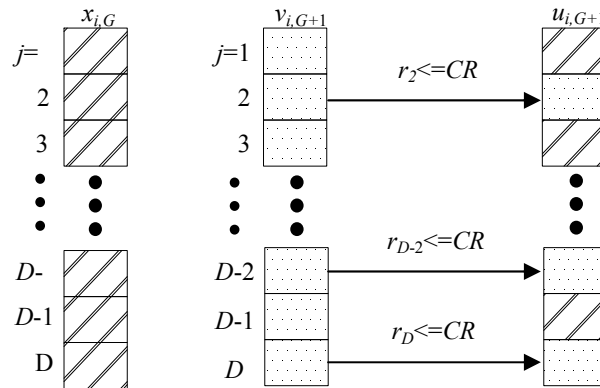 x_{i,G} v_{i,G+1} u_{i,G+
j= j=1
2 2 r_2<=CR
3 3
D- D-2 r_{D-2}<=CR
D-1 D-1
D D r_D<=CR